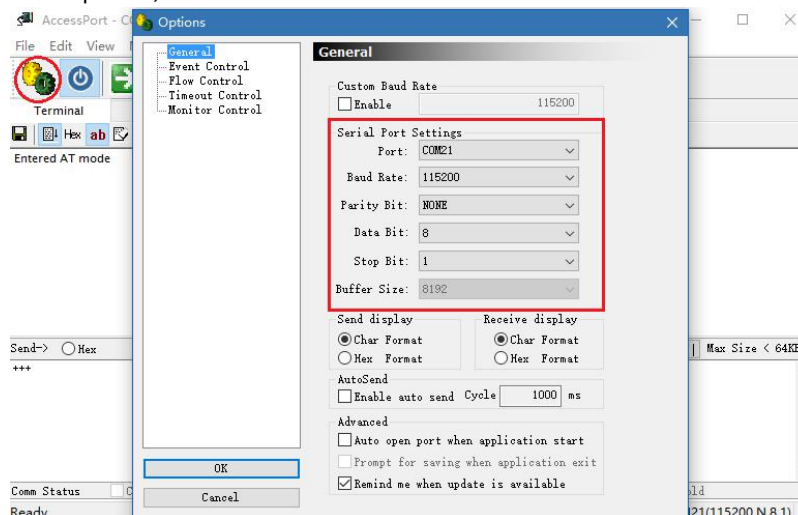 AccessPort - C
Options
File Edit View
General
Event Control
Flow Control
Timeout Control
Monitor Control
General
Custom Baud Rate
Enable 115200
Serial Port Settings
Port: COM21
Baud Rate: 115200
Parity Bit: NONE
Data Bit: 8
Stop Bit: 1
Buffer Size: 8192
Send display
Char Format
Hex Format
Receive display
Char Format
Hex Format
AutoSend
Enable auto send Cycle 1000 ms
Advanced
Auto open port when application start
Prompt for saving when application exit
Remind me when update is available
OK
Cancel
Terminal
Hex ab
Entered AT mode
Send-> Hex
Max Size < 64KB
+++
Comm Status
Ready
21(115200,N,8,1)